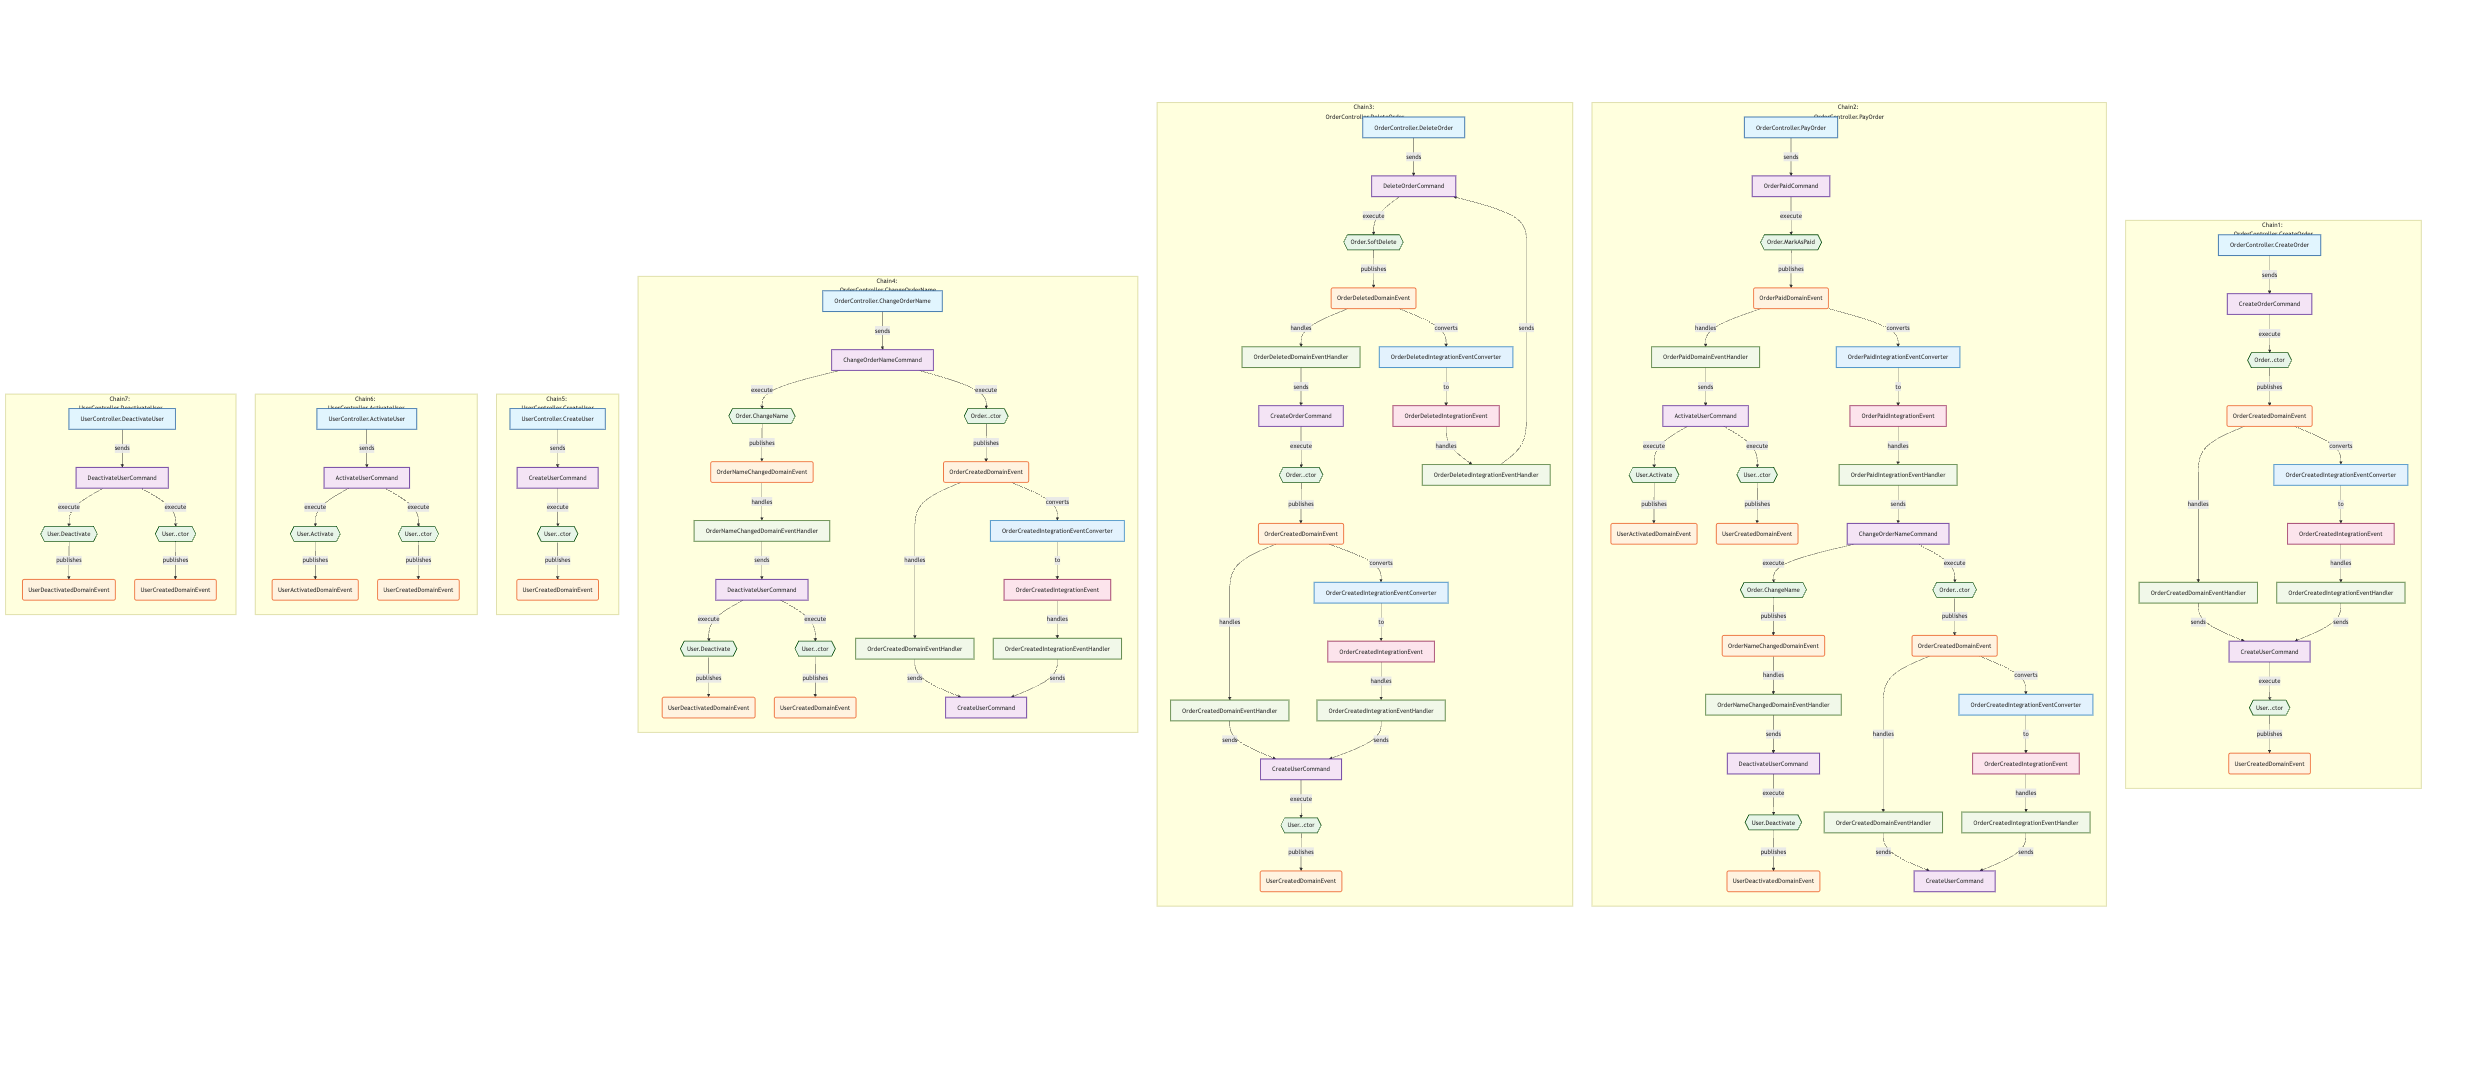 Chain7:
UserController.DeactivateUser
UserController.DeactivateUser
sends
DeactivateUserCommand
execute
execute
User.Deactivate
User..ctor
publishes
publishes
UserDeactivatedDomainEvent
UserCreatedDomainEvent
Chain6:
UserController.ActivateUser
UserController.ActivateUser
sends
ActivateUserCommand
execute
execute
User.Activate
User..ctor
publishes
publishes
UserActivatedDomainEvent
UserCreatedDomainEvent
Chain5:
UserController.CreateUser
UserController.CreateUser
sends
CreateUserCommand
execute
User..ctor
publishes
UserCreatedDomainEvent
Chain4:
OrderController.ChangeOrderName
OrderController.ChangeOrderName
sends
ChangeOrderNameCommand
execute
execute
Order.ChangeName
Order..ctor
publishes
publishes
OrderNameChangedDomainEvent
OrderCreatedDomainEvent
handles
converts
OrderNameChangedDomainEventHandler
OrderCreatedIntegrationEventConverter
sends
handles
to
DeactivateUserCommand
OrderCreatedIntegrationEvent
execute
execute
handles
User.Deactivate
User..ctor
OrderCreatedDomainEventHandler
OrderCreatedIntegrationEventHandler
publishes
publishes
sends
sends
UserDeactivatedDomainEvent
UserCreatedDomainEvent
CreateUserCommand
Chain3:
OrderController.DeleteOrder
OrderController.DeleteOrder
sends
DeleteOrderCommand
execute
Order.SoftDelete
publishes
OrderDeletedDomainEvent
handles
converts
sends
OrderDeletedDomainEventHandler
OrderDeletedIntegrationEventConverter
sends
to
CreateOrderCommand
OrderDeletedIntegrationEvent
execute
handles
Order..ctor
OrderDeletedIntegrationEventHandler
publishes
OrderCreatedDomainEvent
converts
OrderCreatedIntegrationEventConverter
handles
to
OrderCreatedIntegrationEvent
handles
OrderCreatedDomainEventHandler
OrderCreatedIntegrationEventHandler
sends
sends
CreateUserCommand
execute
User..ctor
publishes
UserCreatedDomainEvent
Chain2:
OrderController.PayOrder
OrderController.PayOrder
sends
OrderPaidCommand
execute
Order.MarkAsPaid
publishes
OrderPaidDomainEvent
handles
converts
OrderPaidDomainEventHandler
OrderPaidIntegrationEventConverter
sends
to
ActivateUserCommand
OrderPaidIntegrationEvent
execute
execute
handles
User.Activate
User..ctor
OrderPaidIntegrationEventHandler
publishes
publishes
sends
UserActivatedDomainEvent
UserCreatedDomainEvent
ChangeOrderNameCommand
execute
execute
Order.ChangeName
Order..ctor
publishes
publishes
OrderNameChangedDomainEvent
OrderCreatedDomainEvent
handles
converts
OrderNameChangedDomainEventHandler
OrderCreatedIntegrationEventConverter
sends
handles
to
DeactivateUserCommand
OrderCreatedIntegrationEvent
execute
handles
User.Deactivate
OrderCreatedDomainEventHandler
OrderCreatedIntegrationEventHandler
publishes
sends
sends
UserDeactivatedDomainEvent
CreateUserCommand
Chain1:
OrderController.CreateOrder
OrderController.CreateOrder
sends
CreateOrderCommand
execute
Order..ctor
publishes
OrderCreatedDomainEvent
converts
OrderCreatedIntegrationEventConverter
handles
to
OrderCreatedIntegrationEvent
handles
OrderCreatedDomainEventHandler
OrderCreatedIntegrationEventHandler
sends
sends
CreateUserCommand
execute
User..ctor
publishes
UserCreatedDomainEvent